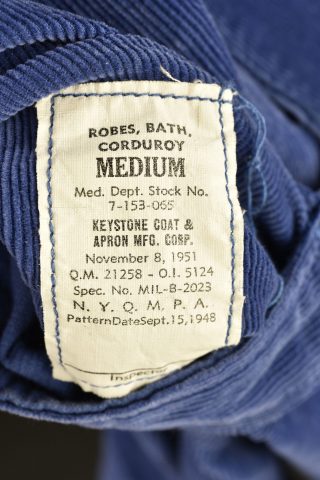 ROBES, BATH,
CORDUROY
MEDIUM
Med. Dept. Stock No.
7-153-065
KEYSTONE COAT &
APRON MFG. CORP.
November 8, 1951
Q.M. 21258 - O.I. 5124
Spec. No. MIL-B-2023
N. Y. Q. M. P. A.
PatternDateSept.15,1948
Inspector